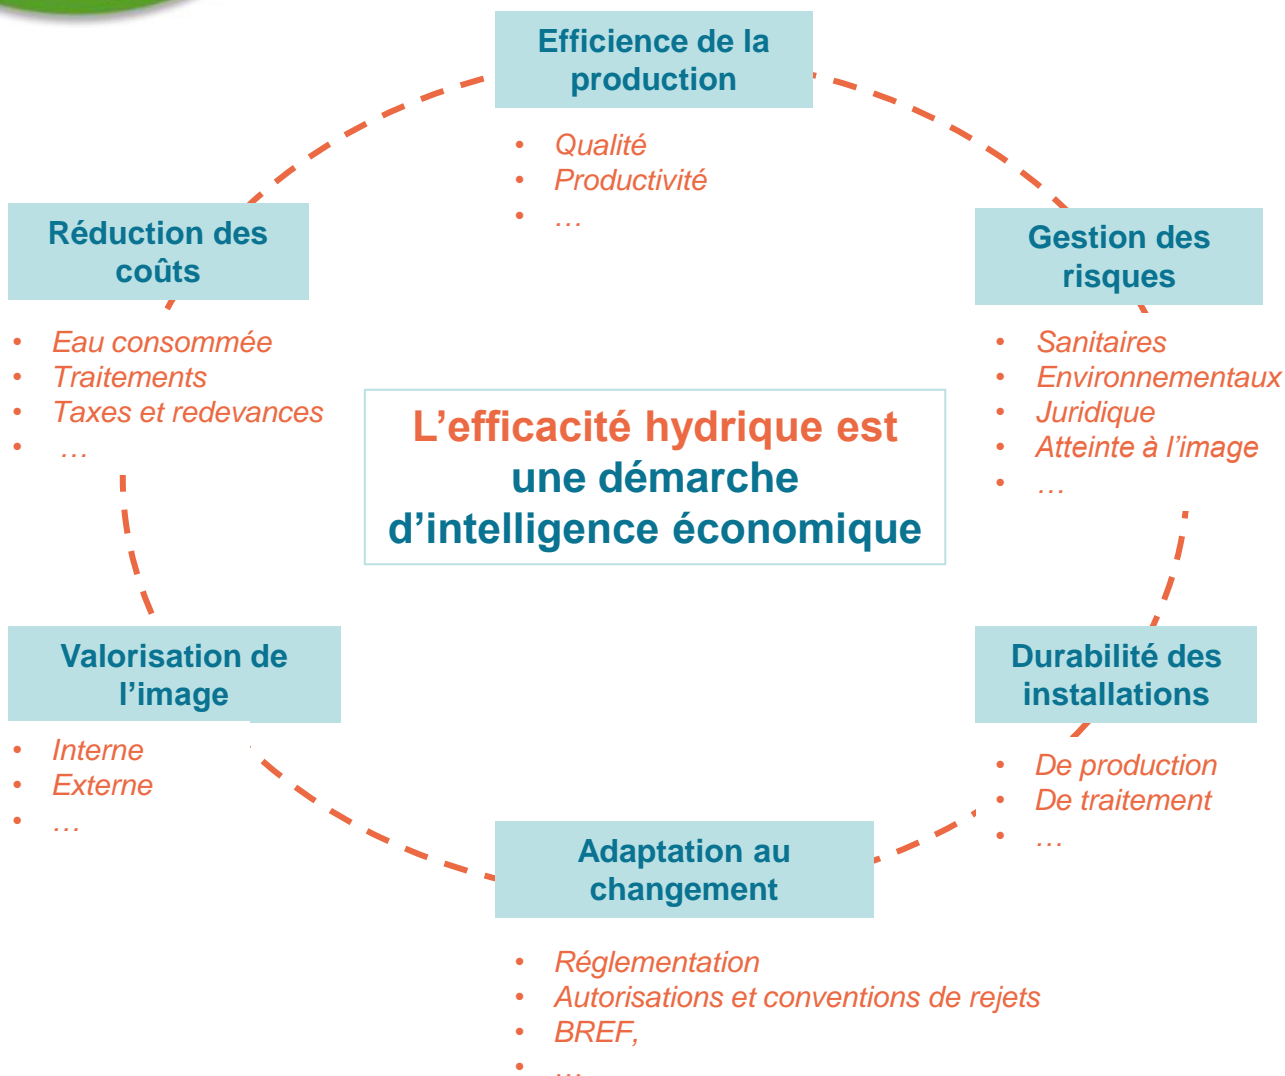 Efficience de la
production
• Qualité
• Productivité
• …
Réduction des
coûts
• Eau consommée
• Traitements
• Taxes et redevances
• …
Gestion des
risques
• Sanitaires
• Environnementaux
• Juridique
• Atteinte à l’image
• …
L’efficacité hydrique est
une démarche
d’intelligence économique
Valorisation de
l’image
• Interne
• Externe
• …
Durabilité des
installations
• De production
• De traitement
• …
Adaptation au
changement
• Réglementation
• Autorisations et conventions de rejets
• BREF,
• …